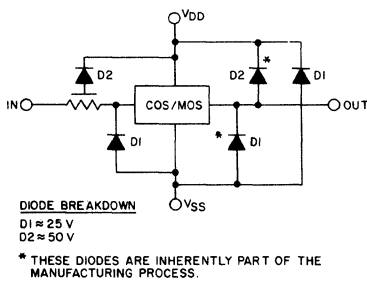 VDD
*
D2
D2
D1
IN
COS/MOS
OUT
D1
*
D1
VSS
DIODE BREAKDOWN
D1 ≈ 25 V
D2 ≈ 50 V
* THESE DIODES ARE INHERENTLY PART OF THE
MANUFACTURING PROCESS.